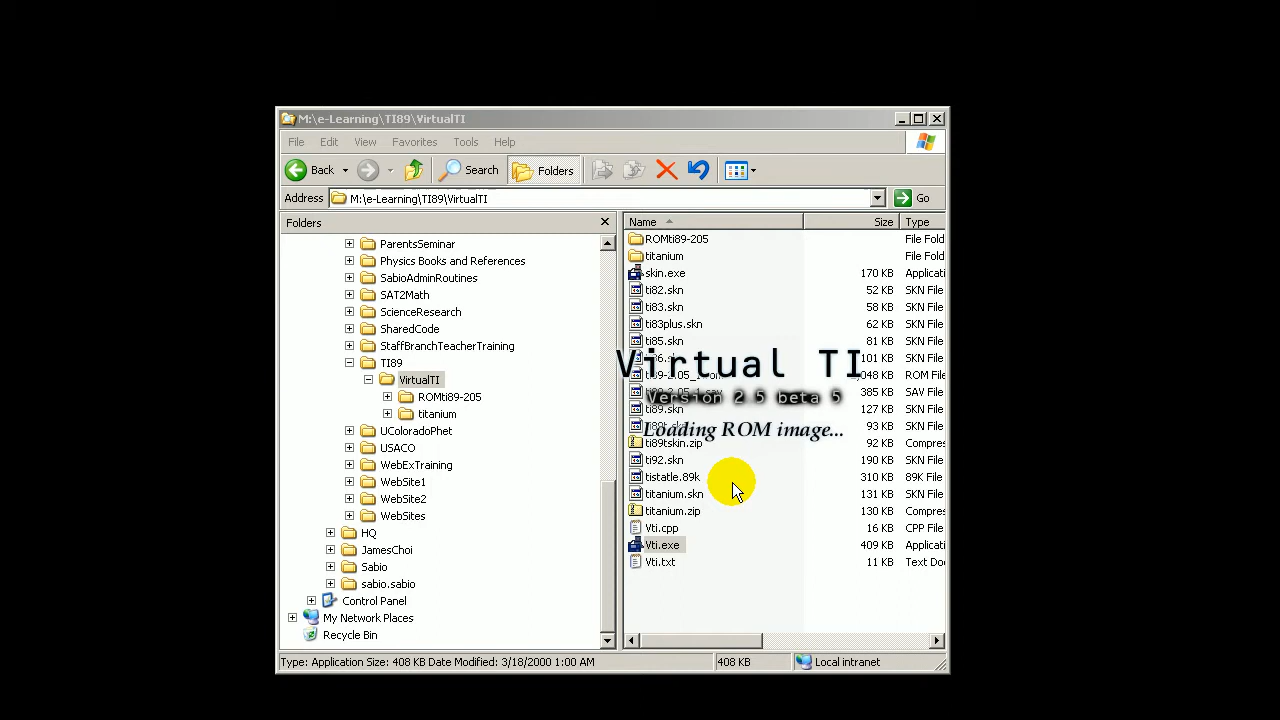 M:\e-Learning\TI89\VirtualTI
File Edit View Favorites Tools Help
Back Search Folders
Address M:\e-Learning\TI89\VirtualTI Go
Folders
ParentsSeminar
Physics Books and References
SabioAdminRoutines
SAT2Math
ScienceResearch
SharedCode
StaffBranchTeacherTraining
TI89
VirtualTI
ROMti89-205
titanium
UColoradoPhet
USACO
WebExTraining
WebSite1
WebSite2
WebSites
HQ
JamesChoi
Sabio
sabio.sabio
Control Panel
My Network Places
Recycle Bin
Name Size Type
ROMti89-205 File Fold
titanium File Fold
skin.exe 170 KB Applicati
ti82.skn 52 KB SKN File
ti83.skn 58 KB SKN File
ti83plus.skn 62 KB SKN File
ti85.skn 81 KB SKN File
101 KB SKN File
ROM File
385 KB SAV File
ti89.skn 127 KB SKN File
93 KB SKN File
ti89tskin.zip 92 KB Compres
ti92.skn 190 KB SKN File
tistatle.89k 310 KB 89K File
titanium.skn 131 KB SKN File
titanium.zip 130 KB Compres
Vti.cpp 16 KB CPP File
Vti.exe 409 KB Applicati
Vti.txt 11 KB Text Doc
Virtual TI
Version 2.5 beta 5
Loading ROM image...
Type: Application Size: 408 KB Date Modified: 3/18/2000 1:00 AM 408 KB Local intranet